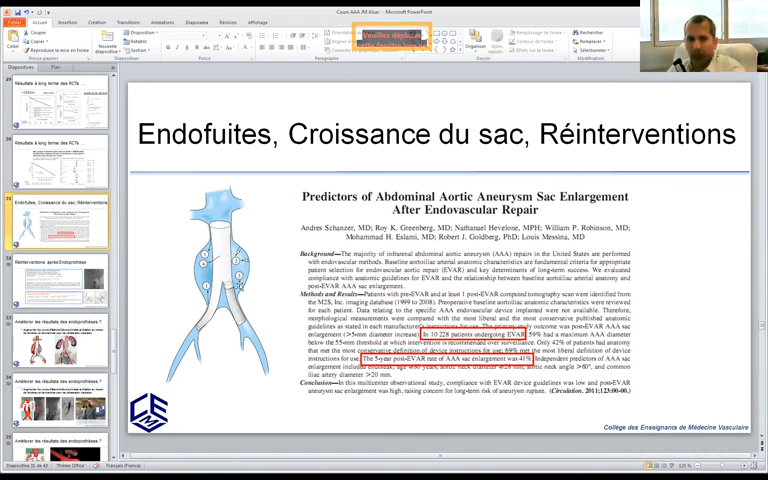 Cours AAA IM Abac - Microsoft PowerPoint
Fichier Accueil Insertion Création Transitions Animations Diaporama Révision Affichage
Coller
Couper
Copier
Reproduire la mise en forme
Presse-papiers
Nouvelle diapositive
Disposition
Rétablir
Section
Diapositives
Police
Paragraphe
Veuillez déplacer
Organiser
Dessin
Rechercher
Remplacer
Sélectionner
Modification
Diapositives Plan
29
Résultats à long terme des RCTs ...
30
Résultats à long terme des RCTs ...
31
Endofuites, Croissance du sac, Réinterventions
32
Réinterventions après Endoprothèse
33
Améliorer les résultats des endoprothèses ?
34
Améliorer les résultats des endoprothèses ?
35
Améliorer les résultats des endoprothèses ?
Endofuites, Croissance du sac, Réinterventions
Predictors of Abdominal Aortic Aneurysm Sac Enlargement
After Endovascular Repair
Andres Schanzer, MD; Roy K. Greenberg, MD; Nathanael Hevelone, MPH; William P. Robinson, MD;
Mohammad H. Eslami, MD; Robert J. Goldberg, PhD; Louis Messina, MD
Background—The majority of infrarenal abdominal aortic aneurysm (AAA) repairs in the United States are performed
with endovascular methods. Baseline aortoiliac arterial anatomic characteristics are fundamental criteria for appropriate
patient selection for endovascular aortic repair (EVAR) and key determinants of long-term success. We evaluated
compliance with anatomic guidelines for EVAR and the relationship between baseline aortoiliac arterial anatomy and
post-EVAR AAA sac enlargement.
Methods and Results—Patients with pre-EVAR and at least 1 post-EVAR computed tomography scan were identified from
the M2S, Inc. imaging database (1999 to 2008). Preoperative baseline aortoiliac anatomic characteristics were reviewed
for each patient. Data relating to the specific AAA endovascular device implanted were not available. Therefore,
morphological measurements were compared with the most liberal and the most conservative published anatomic
guidelines as stated in each manufacturer's instructions for use. The primary study outcome was post-EVAR AAA sac
enlargement (>5-mm diameter increase). In 10 228 patients undergoing EVAR, 59% had a maximum AAA diameter
below the 55-mm threshold at which intervention is recommended over surveillance. Only 42% of patients had anatomy
that met the most conservative definition of device instructions for use; 69% met the most liberal definition of device
instructions for use. The 5-year post-EVAR rate of AAA sac enlargement was 41%. Independent predictors of AAA sac
enlargement included endoleak, age ≥80 years, aortic neck diameter ≥28 mm, aortic neck angle >60°, and common
iliac artery diameter >20 mm.
Conclusion—In this multicenter observational study, compliance with EVAR device guidelines was low and post-EVAR
aneurysm sac enlargement was high, raising concern for long-term risk of aneurysm rupture. (Circulation. 2011;123:00-00.)
Collège des Enseignants de Médecine Vasculaire
Diapositive 31 de 43 "Thème Office" Français (France)